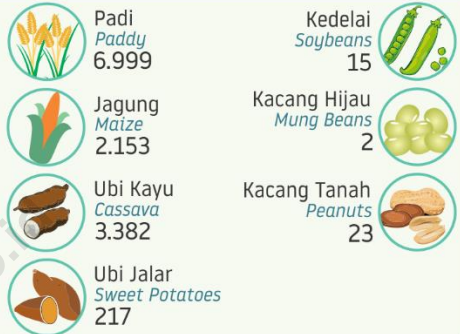 Padi
Paddy
6.999
Jagung
Maize
2.153
Ubi Kayu
Cassava
3.382
Ubi Jalar
Sweet Potatoes
217
Kedelai
Soybeans
15
Kacang Hijau
Mung Beans
2
Kacang Tanah
Peanuts
23